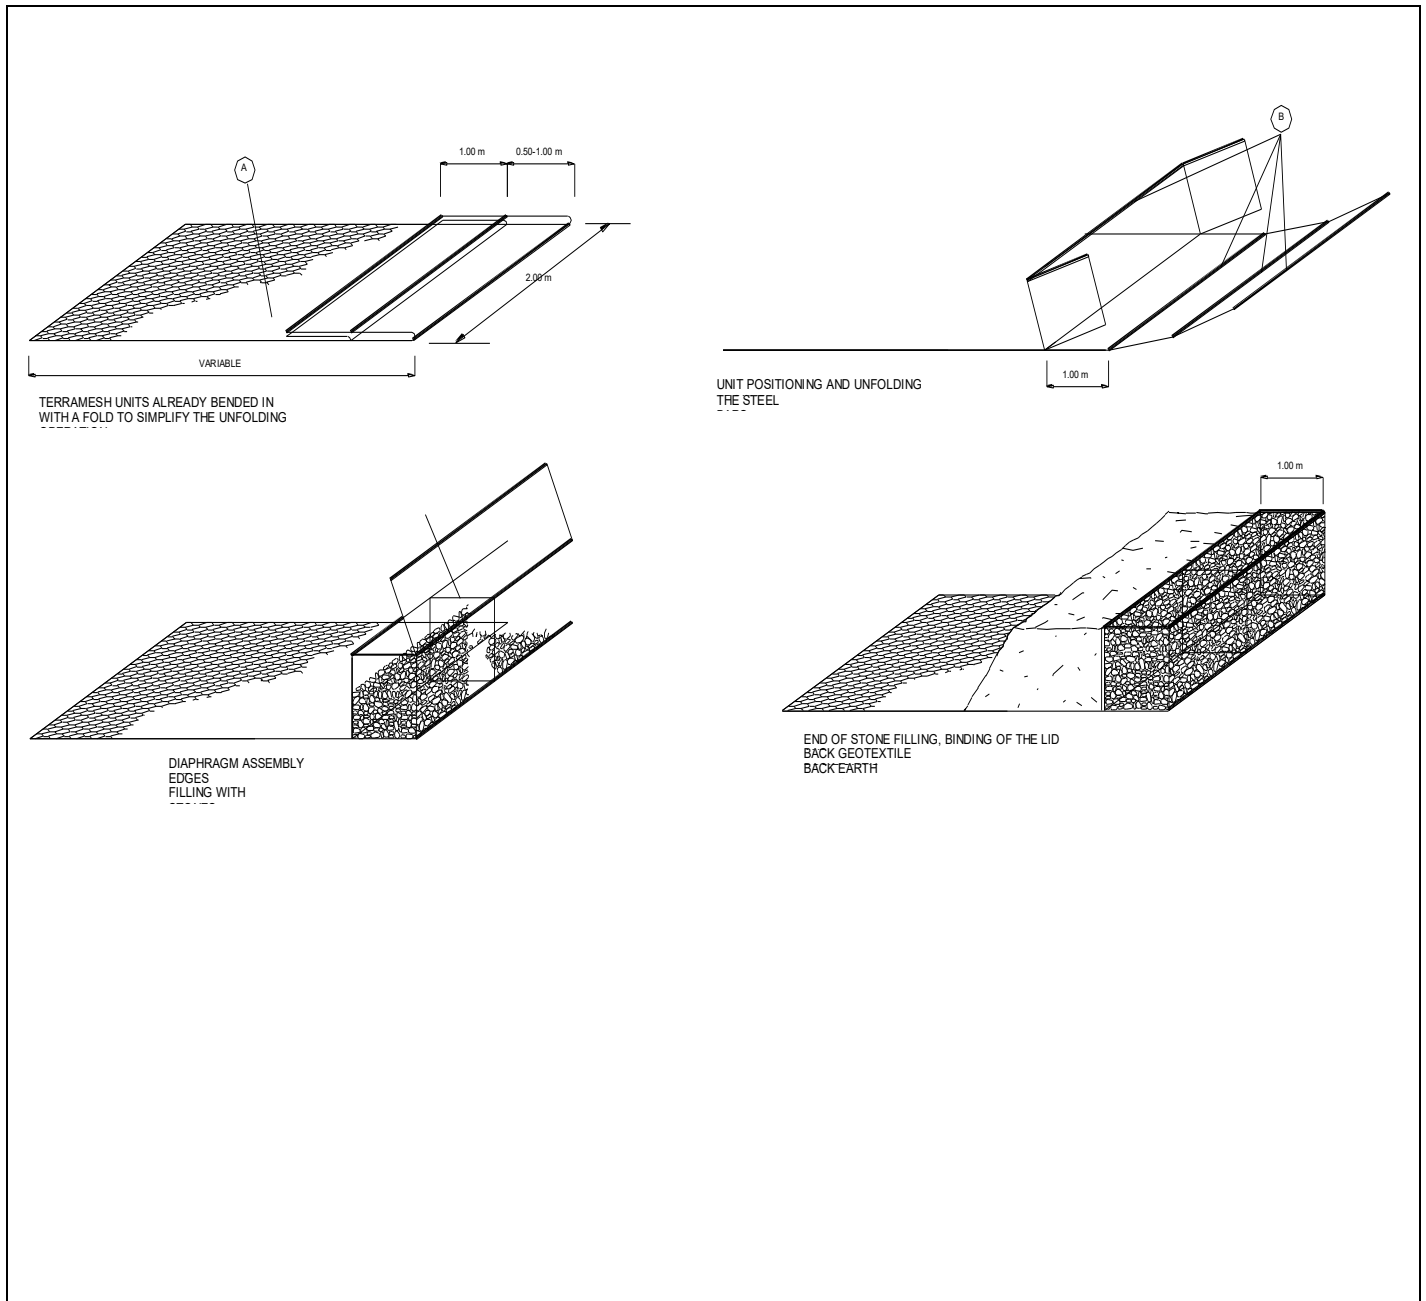 A
1.00 m
0.50-1.00 m
2.00 m
VARIABLE
TERRAMESH UNITS ALREADY BENDED IN
WITH A FOLD TO SIMPLIFY THE UNFOLDING
B
1.00 m
UNIT POSITIONING AND UNFOLDING
THE STEEL
DIAPHRAGM ASSEMBLY
EDGES
FILLING WITH
1.00 m
END OF STONE FILLING, BINDING OF THE LID
BACK GEOTEXTILE
BACK EARTH